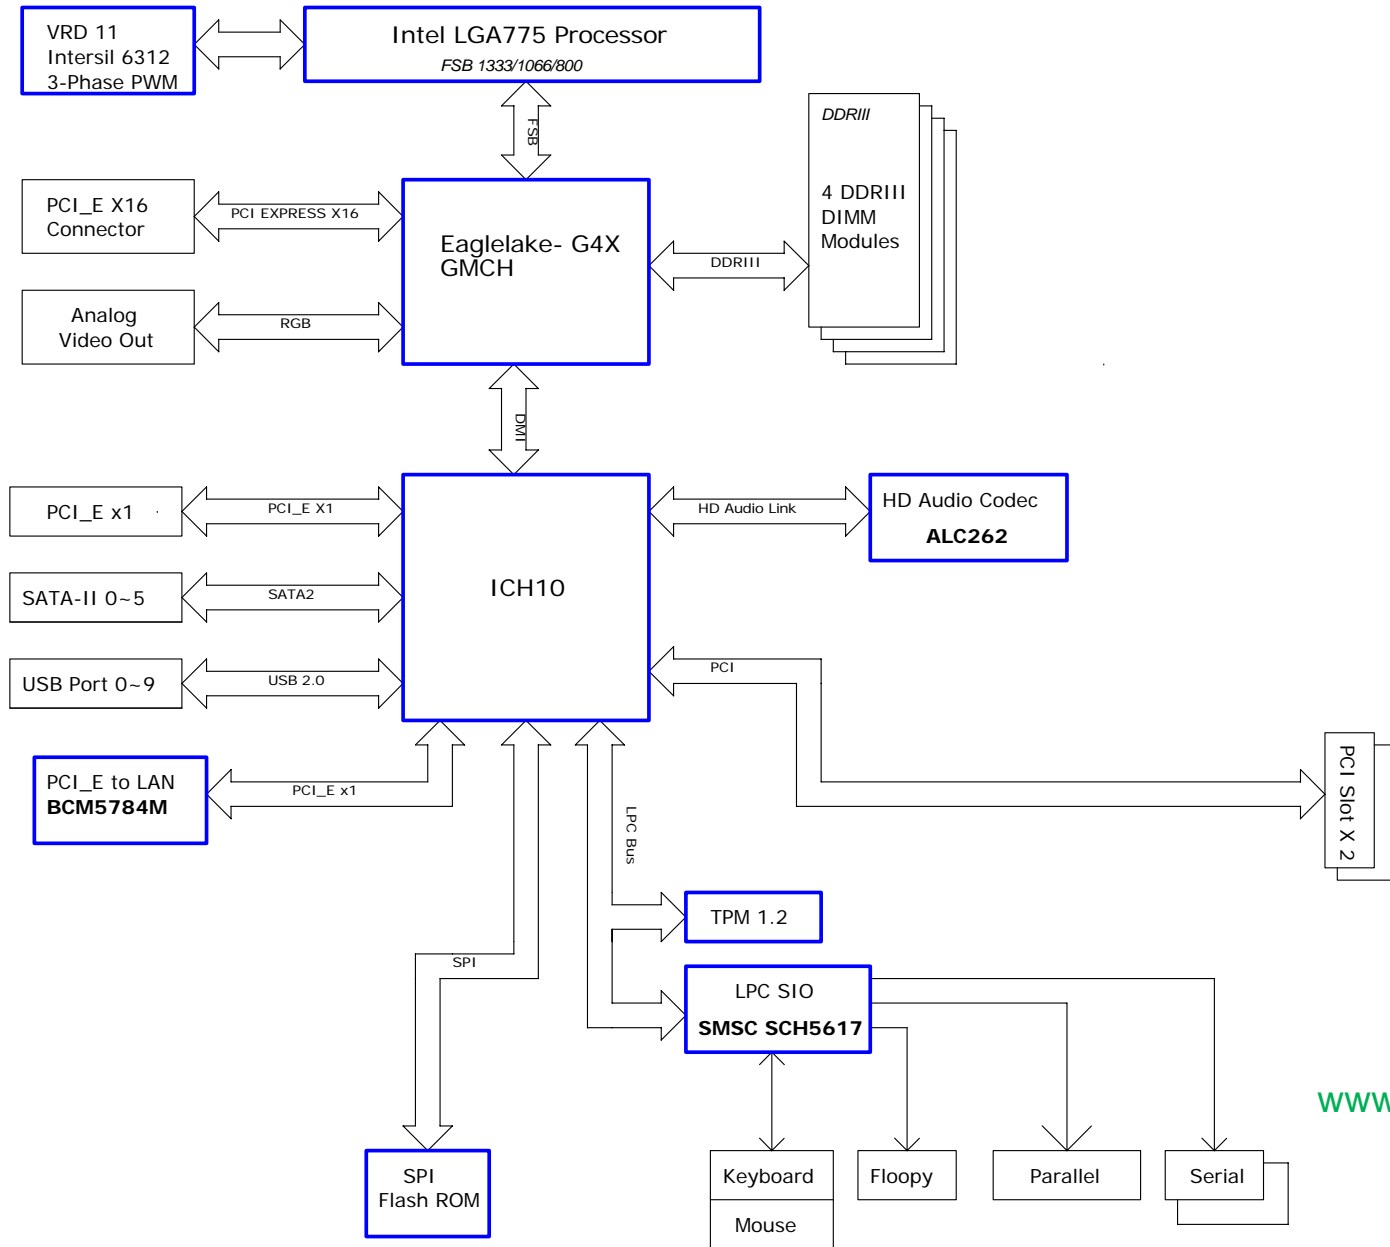 VRD 11
Intersil 6312
3-Phase PWM
Intel LGA775 Processor
FSB 1333/1066/800
FSB
DDRIII
4 DDRIII
DIMM
Modules
PCI_E X16
Connector
PCI EXPRESS X16
Eaglelake- G4X
GMCH
DDRIII
Analog
Video Out
RGB
DMI
PCI_E x1
PCI_E X1
ICH10
HD Audio Link
HD Audio Codec
ALC262
SATA-II 0~5
SATA2
USB Port 0~9
USB 2.0
PCI
PCI_E to LAN
BCM5784M
PCI_E x1
LPC Bus
PCI Slot X 2
TPM 1.2
SPI
LPC SIO
SMSC SCH5617
www
SPI
Flash ROM
Keyboard
Mouse
Floopy
Parallel
Serial